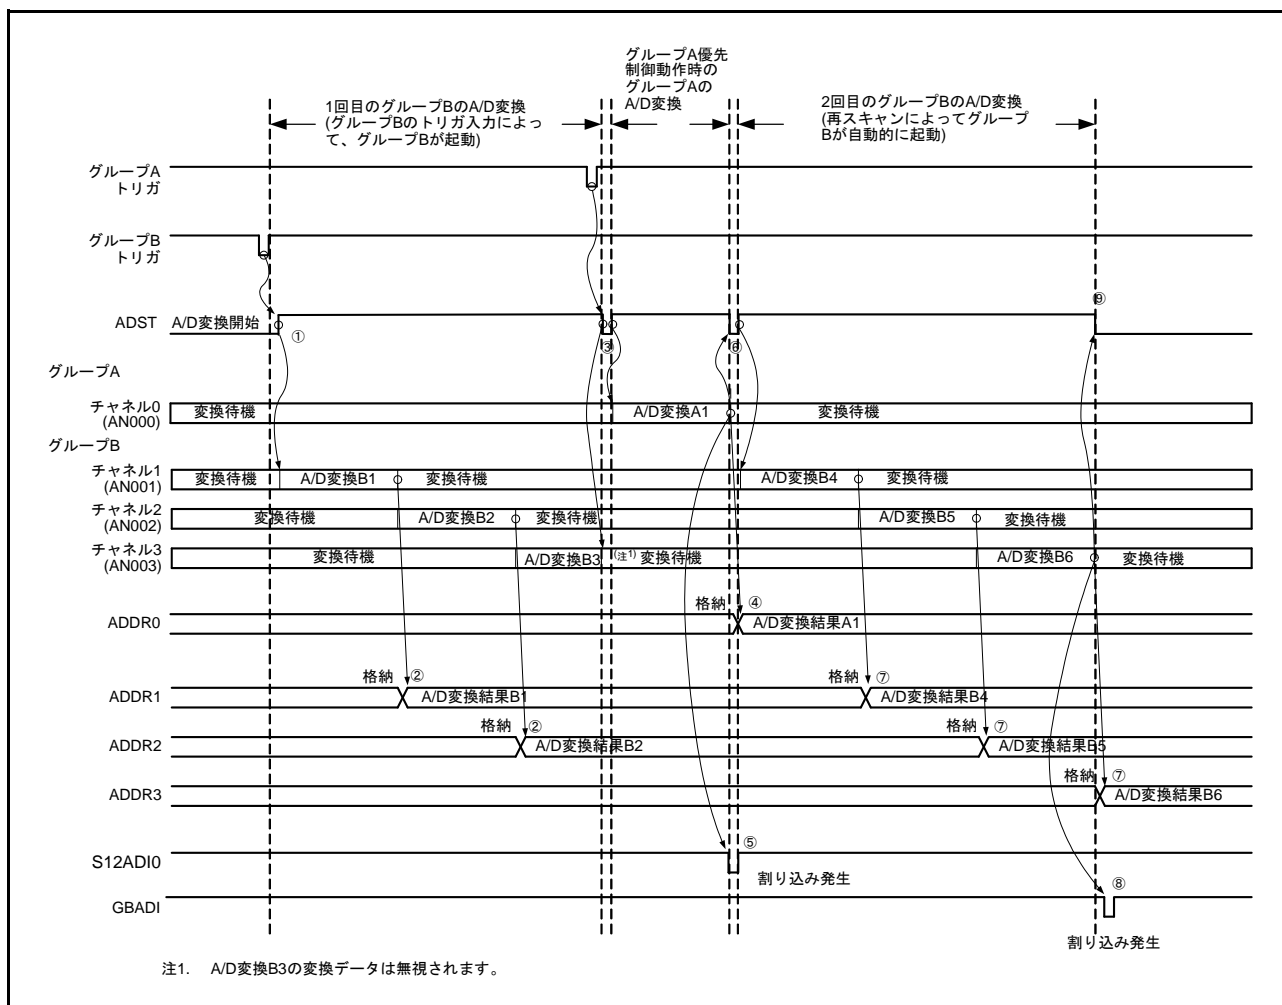 グループA優先
制御動作時の
グループAの
A/D変換
1回目のグループBのA/D変換
(グループBのトリガ入力によっ
て、グループBが起動)
2回目のグループBのA/D変換
(再スキャンによってグループ
Bが自動的に起動)
グループA
トリガ
グループB
トリガ
ADST
A/D変換開始
①
③
⑥
⑨
グループA
チャネル0
(AN000)
変換待機
A/D変換A1
変換待機
グループB
チャネル1
(AN001)
変換待機
A/D変換B1
変換待機
A/D変換B4
変換待機
チャネル2
(AN002)
変換待機
A/D変換B2
変換待機
A/D変換B5
変換待機
チャネル3
(AN003)
変換待機
A/D変換B3
(注1)
変換待機
A/D変換B6
変換待機
格納
④
ADDR0
A/D変換結果A1
格納
②
格納
⑦
ADDR1
A/D変換結果B1
A/D変換結果B4
格納
②
格納
⑦
ADDR2
A/D変換結果B2
A/D変換結果B5
格納
⑦
ADDR3
A/D変換結果B6
S12ADI0
⑤
割り込み発生
GBADI
⑧
割り込み発生
注1. A/D変換B3の変換データは無視されます。